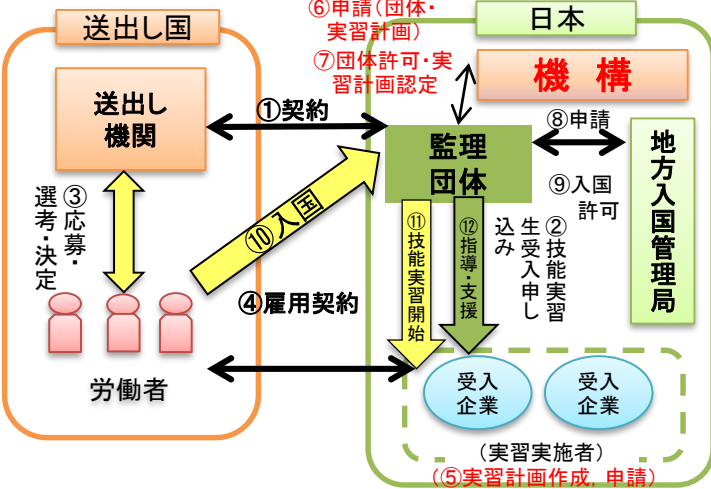 送出し国
送出し
機関
①契約
③応募・
選考・決定
⑩入国
④雇用契約
労働者
⑥申請(団体・
実習計画)
⑦団体許可・実
習計画認定
日本
機 構
監理
団体
⑧申請
⑨入国
許可
地方入国管理局
⑪技能実習開始
⑫指導・支援
②技能実習
生受入申し
込み
受入
企業
受入
企業
(実習実施者)
(⑤実習計画作成, 申請)